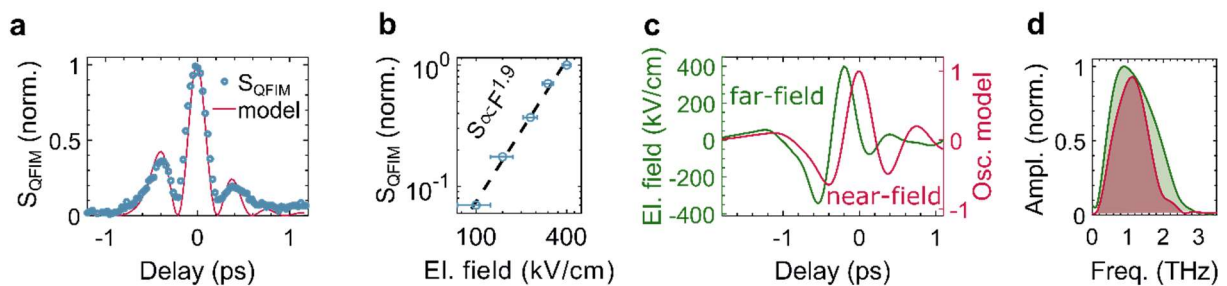 a
S_QFIM (norm.)
1
0.5
0
S_QFIM
model
-1
0
1
Delay (ps)
b
S_QFIM (norm.)
10^0
10^-1
S∝F^1.9
100
400
El. field (kV/cm)
c
El. field (kV/cm)
400
200
0
-200
-400
far-field
near-field
1
0
-1
Osc. model
-1
0
1
Delay (ps)
d
Ampl. (norm.)
1
0.5
0
0
1
2
3
Freq. (THz)